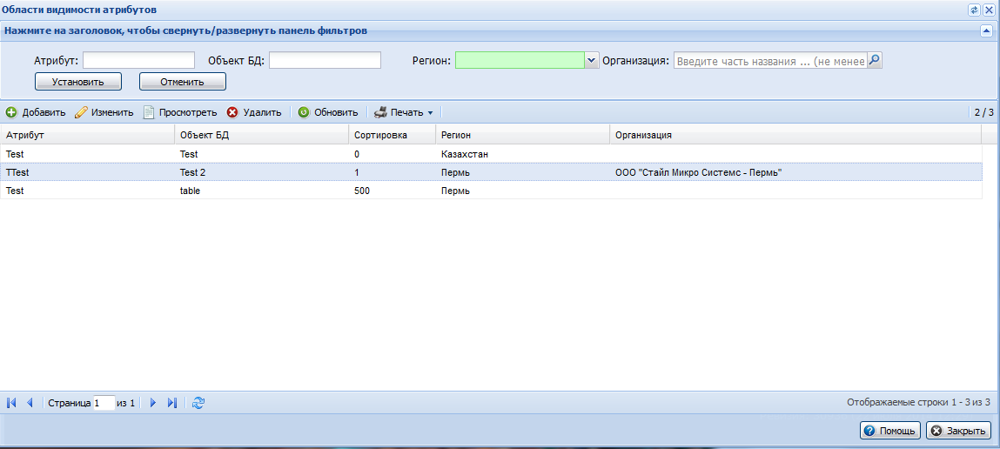 Области видимости атрибутов
Нажмите на заголовок, чтобы свернуть/развернуть панель фильтров
Атрибут: Объект БД: Регион: Организация: Введите часть названия ... (не менее
Установить Отменить
Добавить Изменить Просмотреть Удалить Обновить Печать 2 / 3
Атрибут Объект БД Сортировка Регион Организация
Test Test 0 Казахстан
TTest Test 2 1 Пермь ООО "Стайл Микро Системс - Пермь"
Test table 500 Пермь
Страница 1 из 1 Отображаемые строки 1 - 3 из 3
Помощь Закрыть